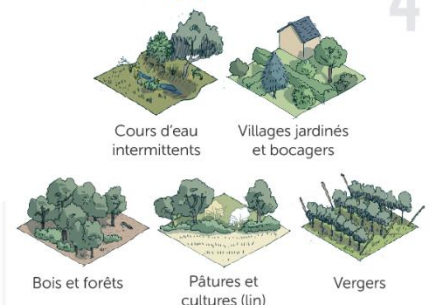 4
Cours d'eau
intermittents
Villages jardinés
et bocagers
Bois et forêts
Pâtures et
cultures (lin)
Vergers